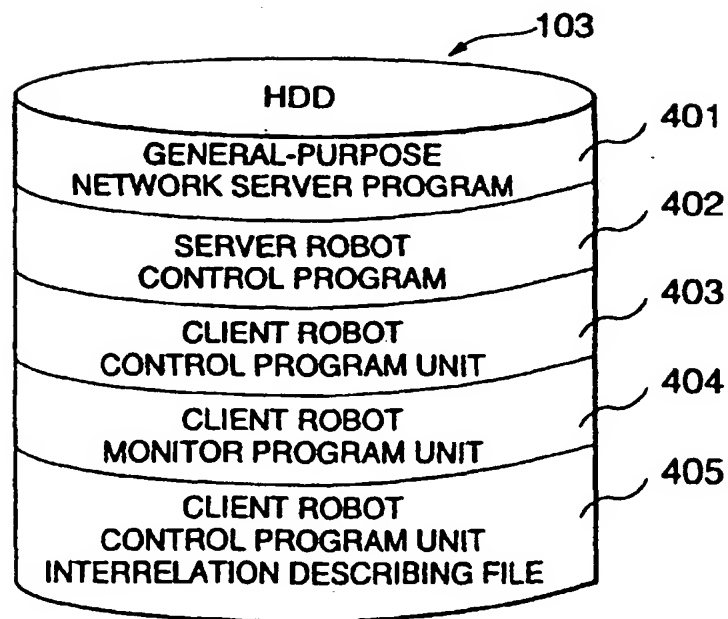 103
HDD
401
GENERAL-PURPOSE
NETWORK SERVER PROGRAM
402
SERVER ROBOT
CONTROL PROGRAM
403
CLIENT ROBOT
CONTROL PROGRAM UNIT
404
CLIENT ROBOT
MONITOR PROGRAM UNIT
405
CLIENT ROBOT
CONTROL PROGRAM UNIT
INTERRELATION DESCRIBING FILE